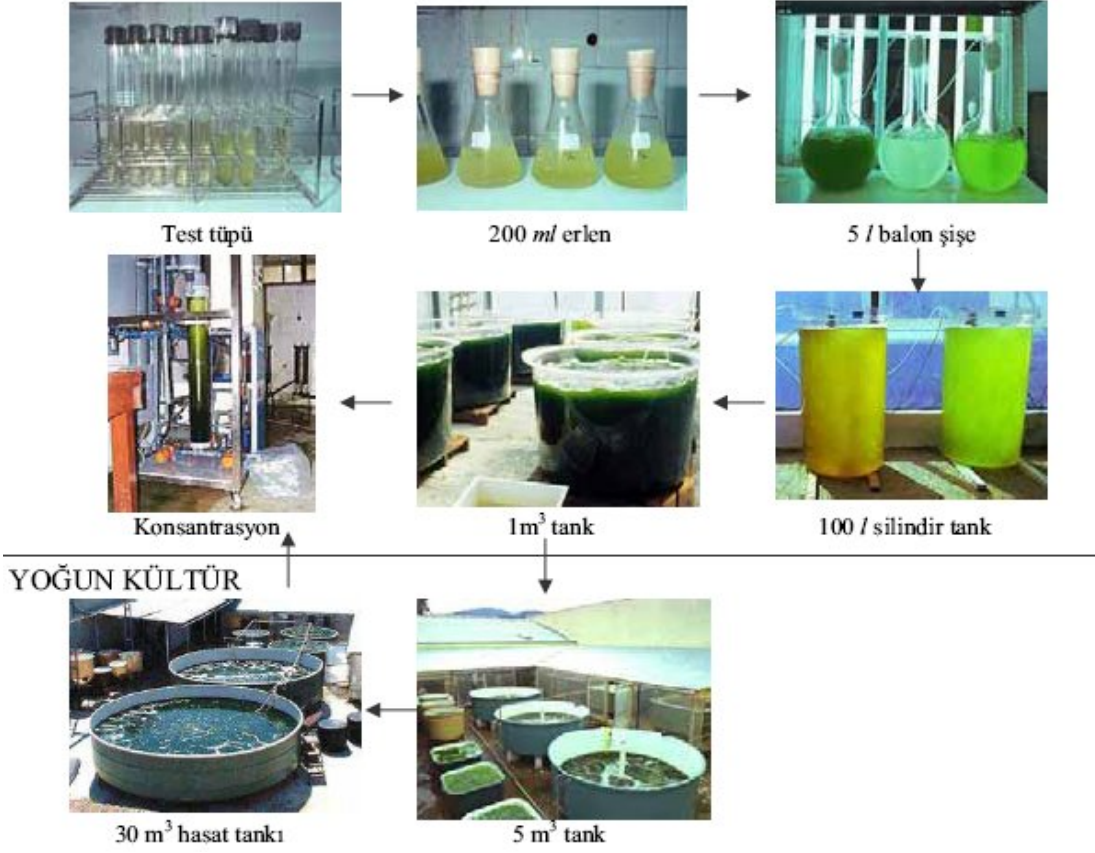 Test tüpü
200 ml erlen
5 l balon şişe
Konsantrasyon
1m³ tank
100 l silindir tank
YOĞUN KÜLTÜR
30 m³ hasat tankı
5 m³ tank